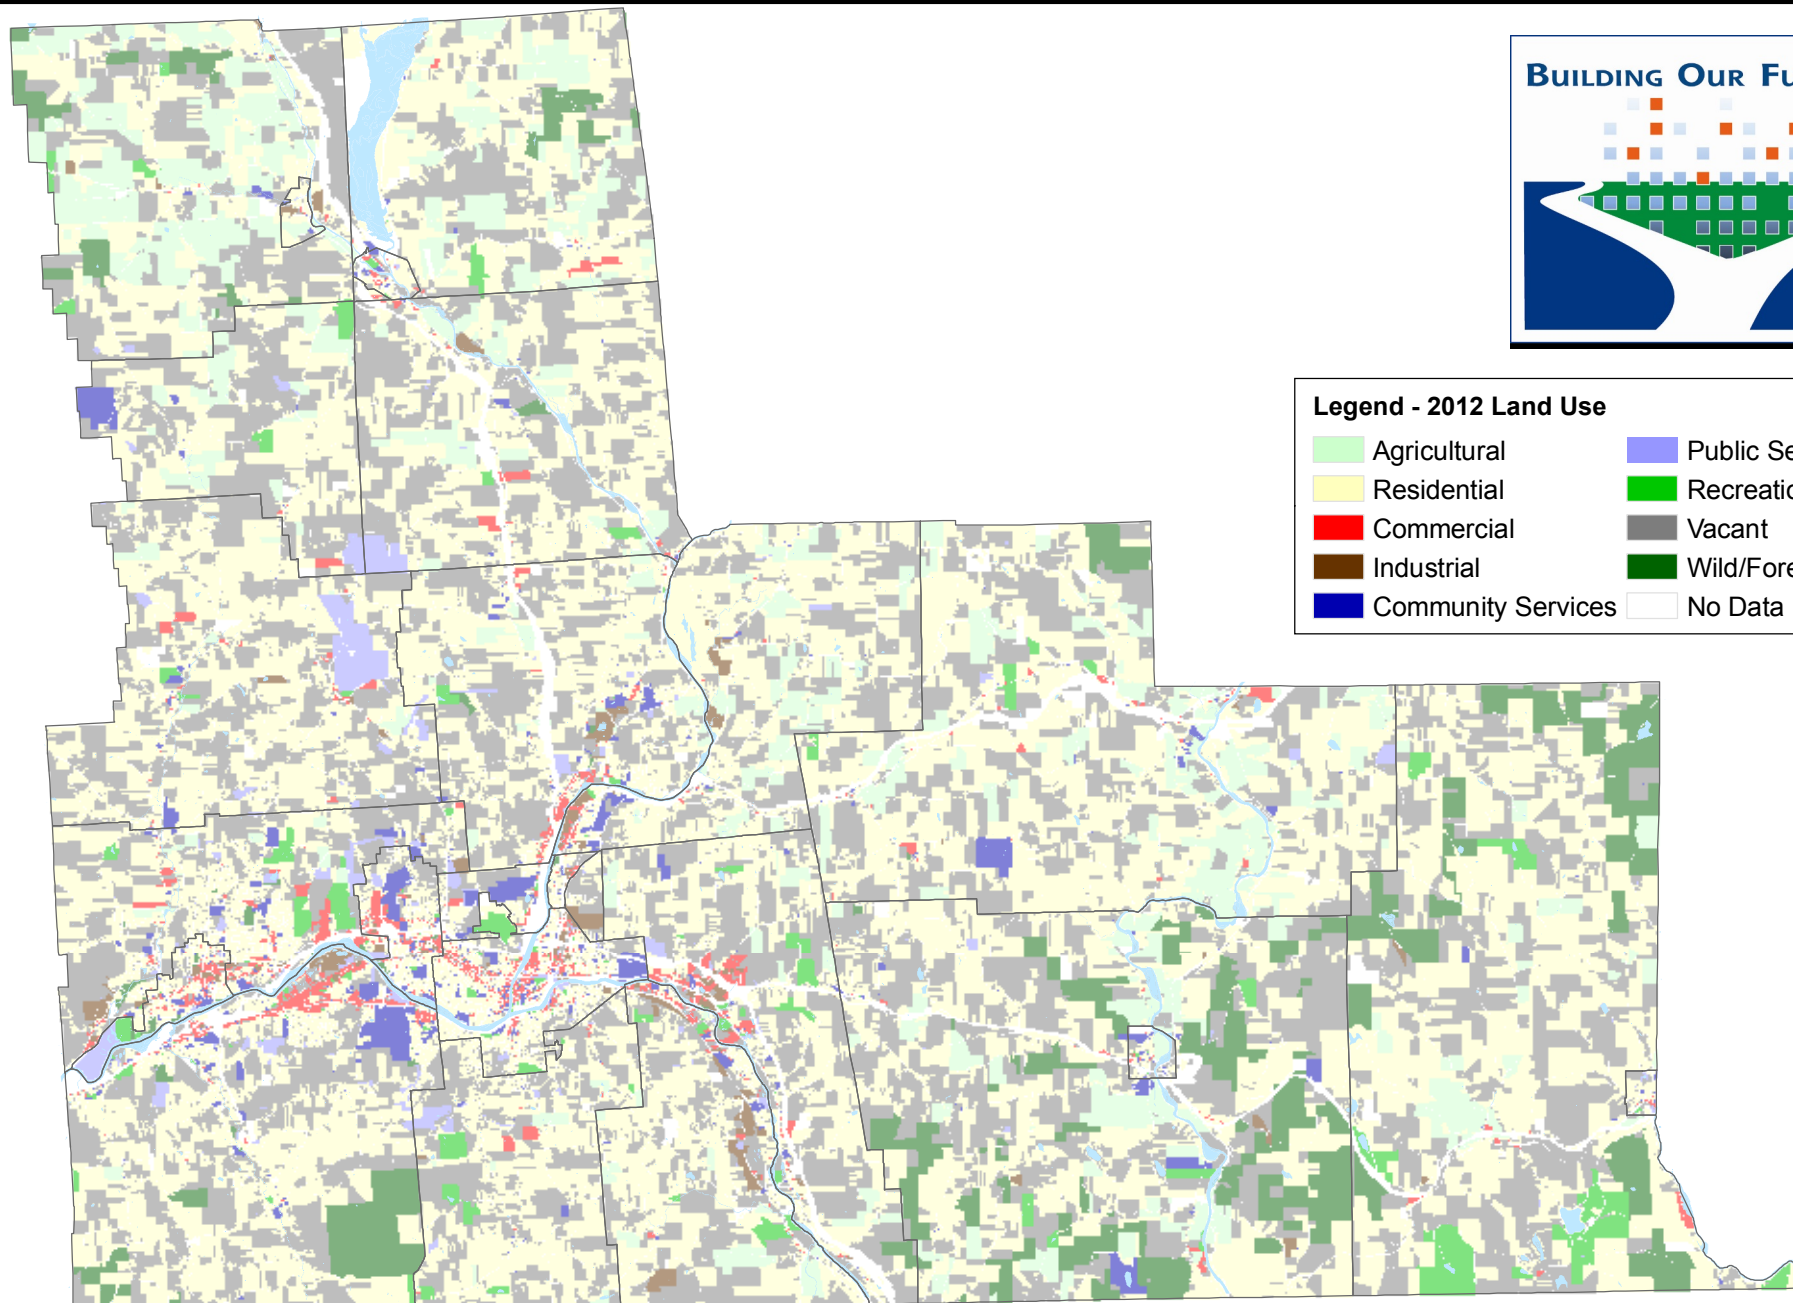 BUILDING OUR FU
Legend - 2012 Land Use
Agricultural
Residential
Commercial
Industrial
Community Services
Public Se
Recreatio
Vacant
Wild/Fore
No Data